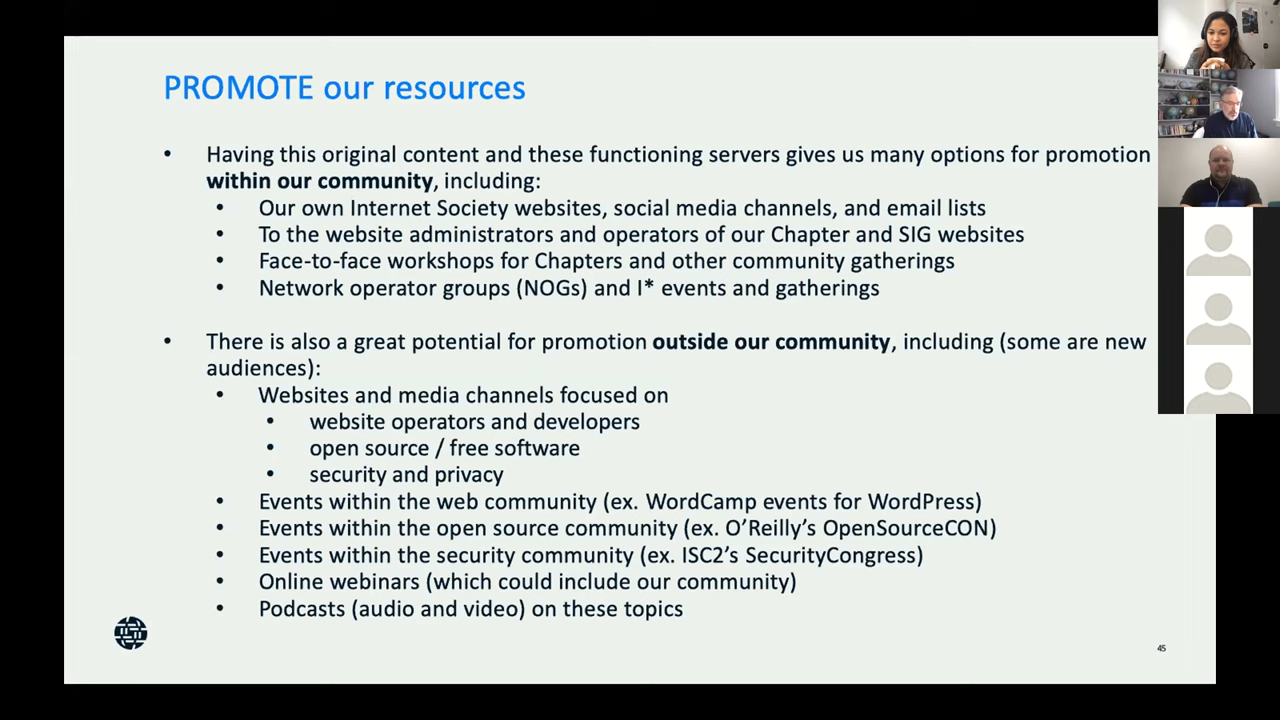 PROMOTE our resources
• Having this original content and these functioning servers gives us many options for promotion
within our community, including:
• Our own Internet Society websites, social media channels, and email lists
• To the website administrators and operators of our Chapter and SIG websites
• Face-to-face workshops for Chapters and other community gatherings
• Network operator groups (NOGs) and I* events and gatherings
• There is also a great potential for promotion outside our community, including (some are new
audiences):
• Websites and media channels focused on
• website operators and developers
• open source / free software
• security and privacy
• Events within the web community (ex. WordCamp events for WordPress)
• Events within the open source community (ex. O’Reilly’s OpenSourceCON)
• Events within the security community (ex. ISC2’s SecurityCongress)
• Online webinars (which could include our community)
• Podcasts (audio and video) on these topics
45